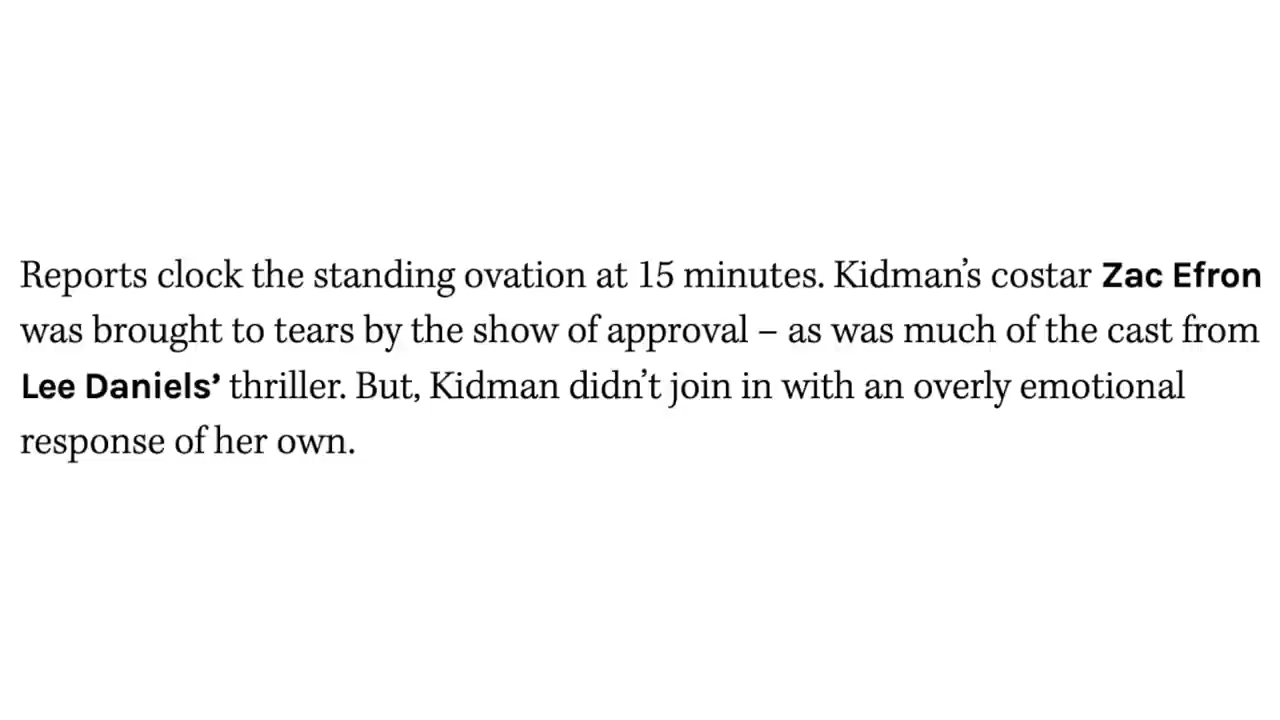 Reports clock the standing ovation at 15 minutes. Kidman’s costar Zac Efron
was brought to tears by the show of approval – as was much of the cast from
Lee Daniels’ thriller. But, Kidman didn’t join in with an overly emotional
response of her own.